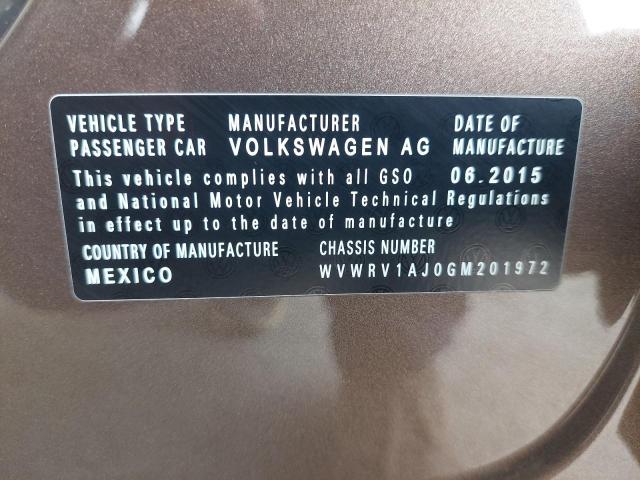 VEHICLE TYPE MANUFACTURER DATE OF
PASSENGER CAR VOLKSWAGEN AG MANUFACTURE
This vehicle complies with all GSO 06.2015
and National Motor Vehicle Technical Regulations
in effect up to the date of manufacture
COUNTRY OF MANUFACTURE CHASSIS NUMBER
MEXICO WVWRV1AJ0GM201972